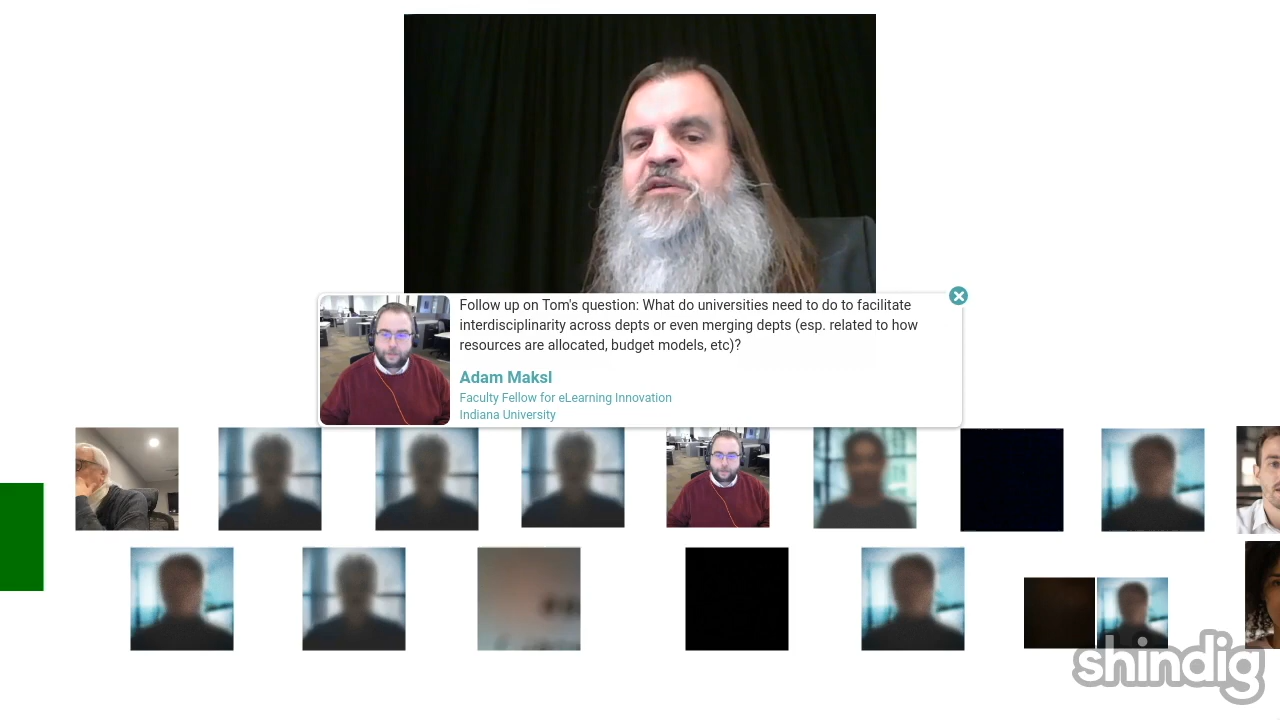 Follow up on Tom's question: What do universities need to do to facilitate
interdisciplinarity across depts or even merging depts (esp. related to how
resources are allocated, budget models, etc)?
Adam Maksl
Faculty Fellow for eLearning Innovation
Indiana University
shindig